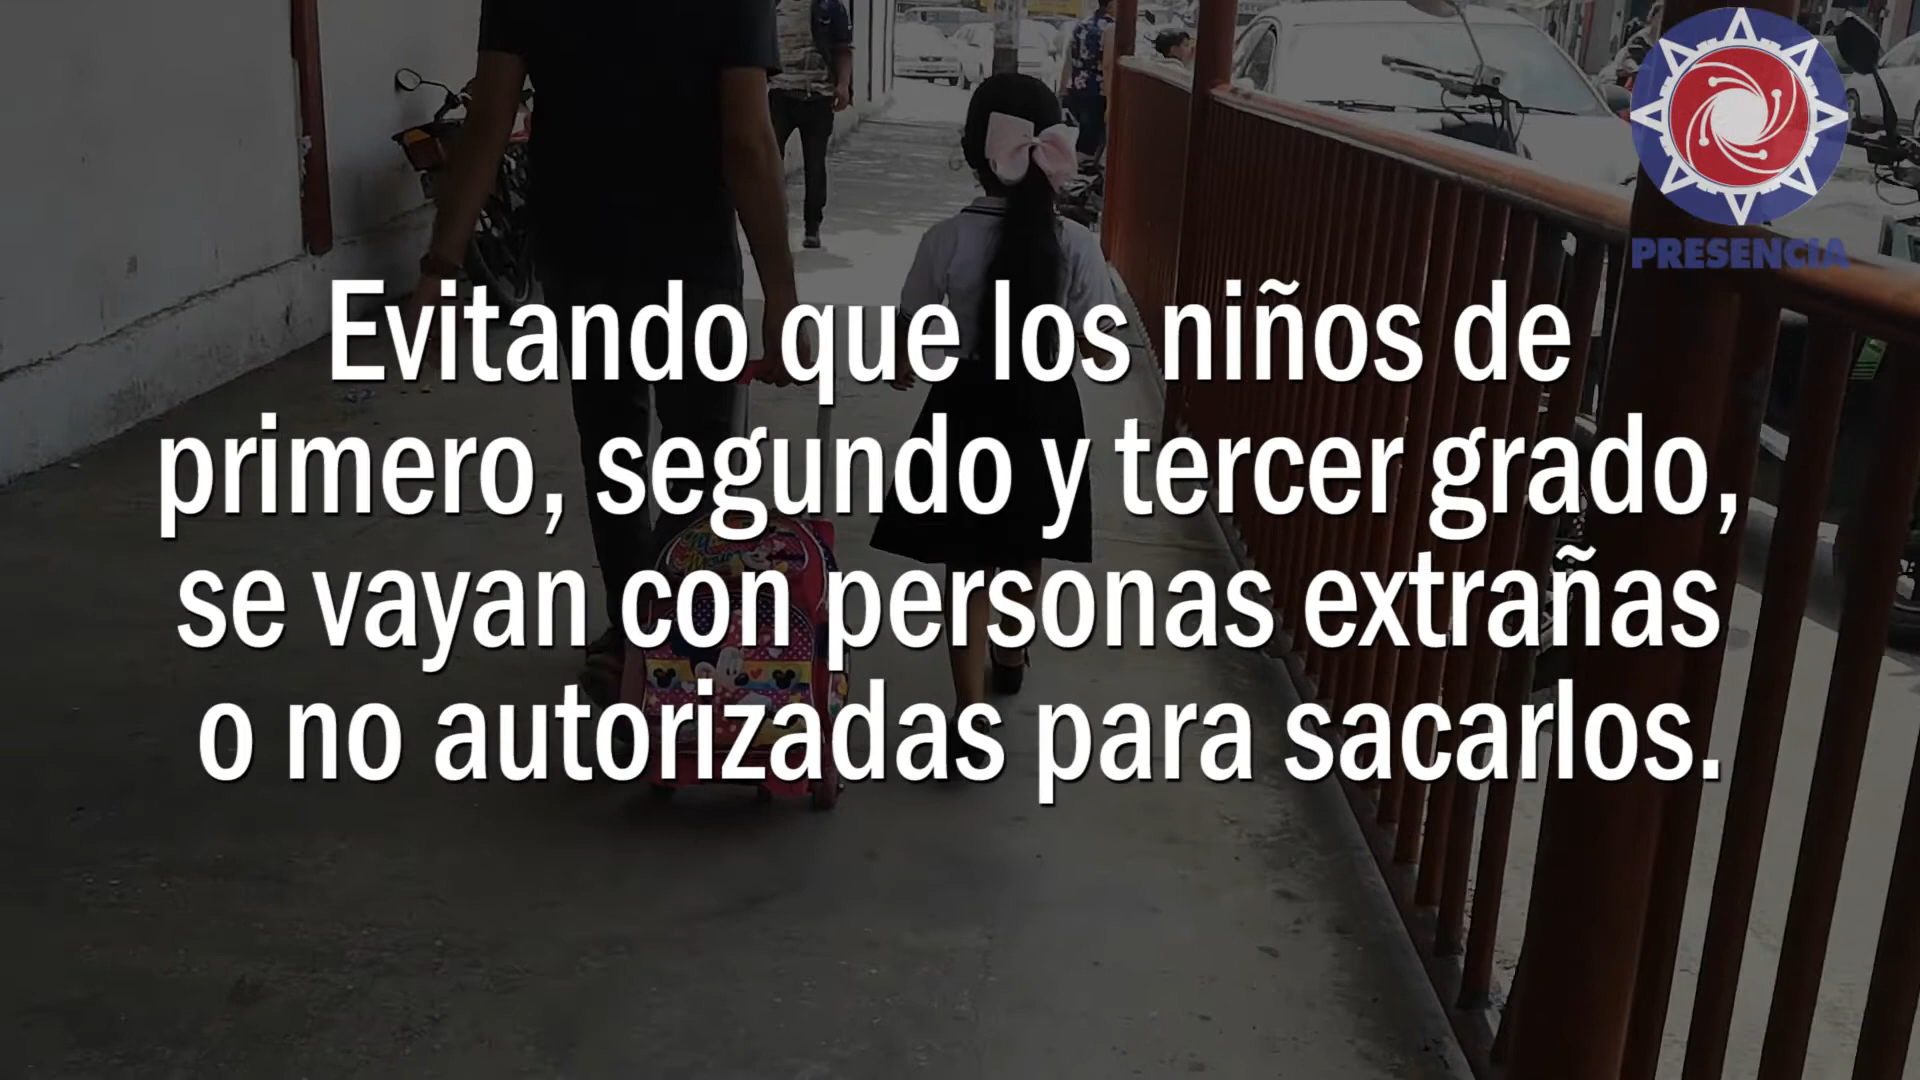 PRESENCIA
Evitando que los niños de
primero, segundo y tercer grado,
se vayan con personas extrañas
o no autorizadas para sacarlos.